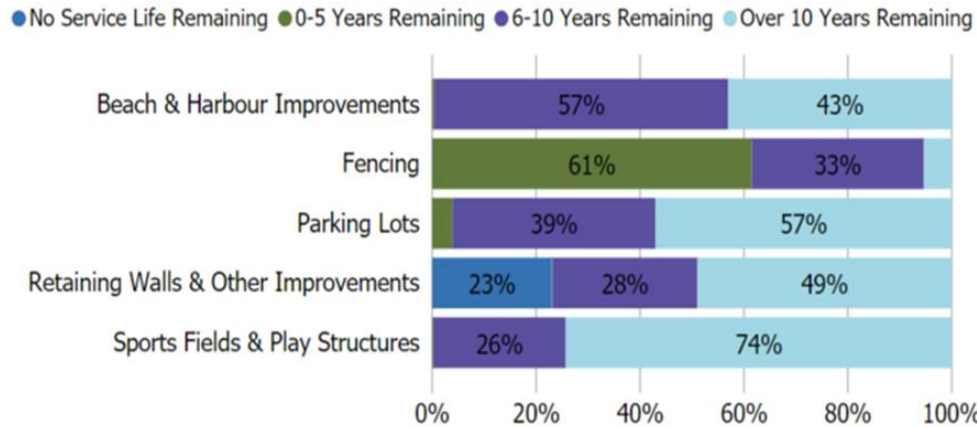 No Service Life Remaining 0-5 Years Remaining 6-10 Years Remaining Over 10 Years Remaining
Beach & Harbour Improvements 57% 43%
Fencing 61% 33%
Parking Lots 39% 57%
Retaining Walls & Other Improvements 23% 28% 49%
Sports Fields & Play Structures 26% 74%
0% 20% 40% 60% 80% 100%